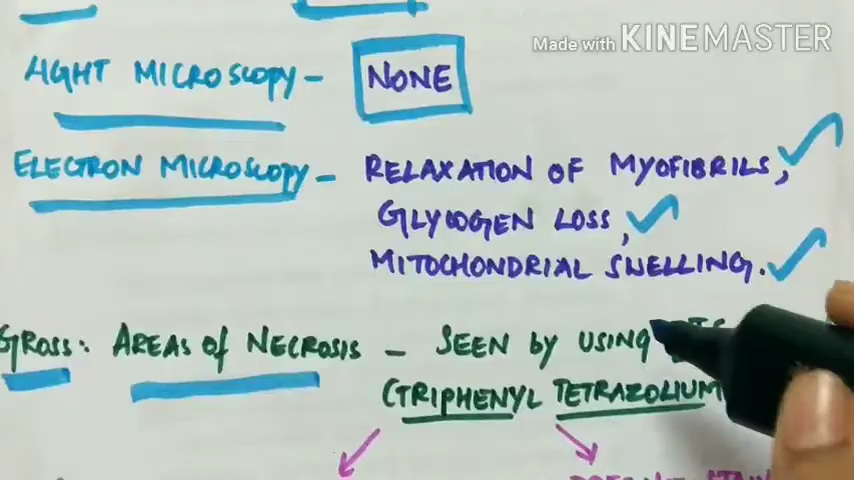 Made with KINEMASTER
LIGHT MICROSCOPY - NONE
ELECTRON MICROSCOPY - RELAXATION OF MYOFIBRILS,
GLYCOGEN LOSS,
MITOCHONDRIAL SWELLING.
GROSS: AREAS of NECROSIS - SEEN by USING
(TRIPHENYL TETRAZOLIUM